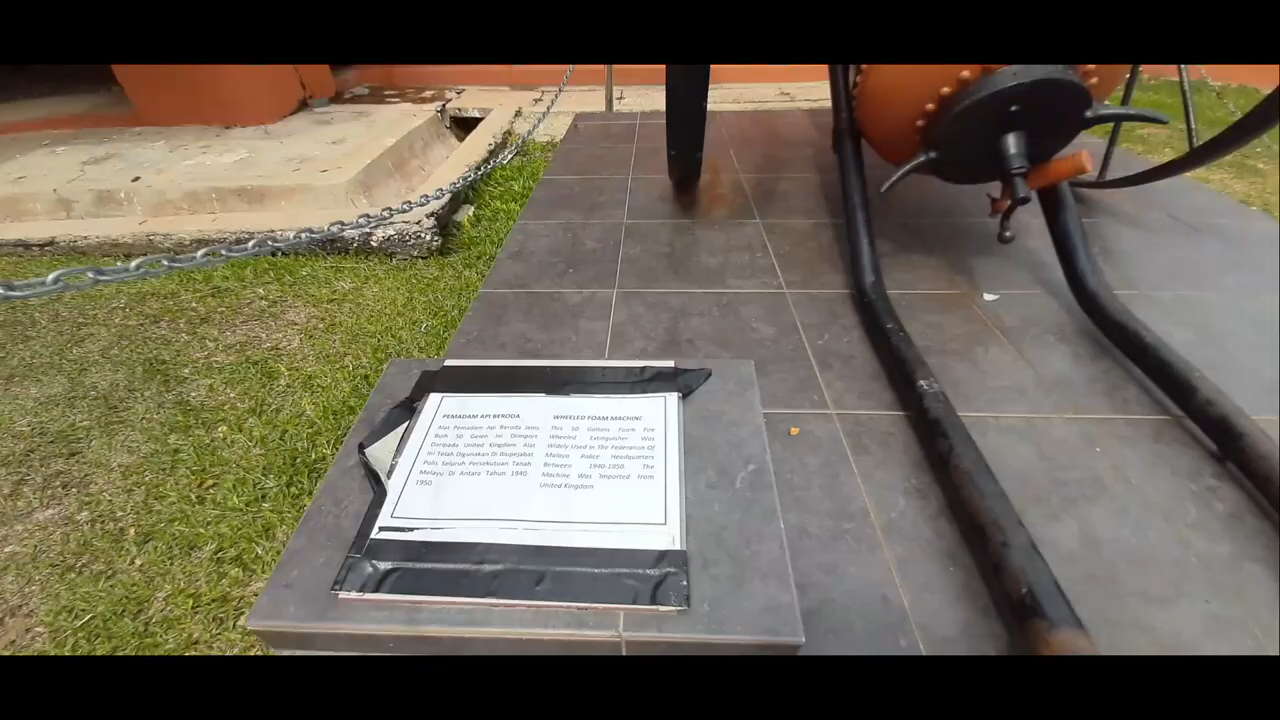 PEMADAM API BERODA
Alat Pemadam Api Beroda Jenis
Buih 50 Gelen Ini Diimport
Daripada United Kingdom. Alat
Ini Telah Digunakan Di Ibupejabat
Polis Seluruh Persekutuan Tanah
Melayu Di Antara Tahun 1940-
1950
WHEELED FOAM MACHINE
This 50 Gallons Foam Fire
Wheeled Extinguisher Was
Widely Used In The Federation Of
Malaya Police Headquarters
Between 1940-1950. The
Machine Was Imported From
United Kingdom